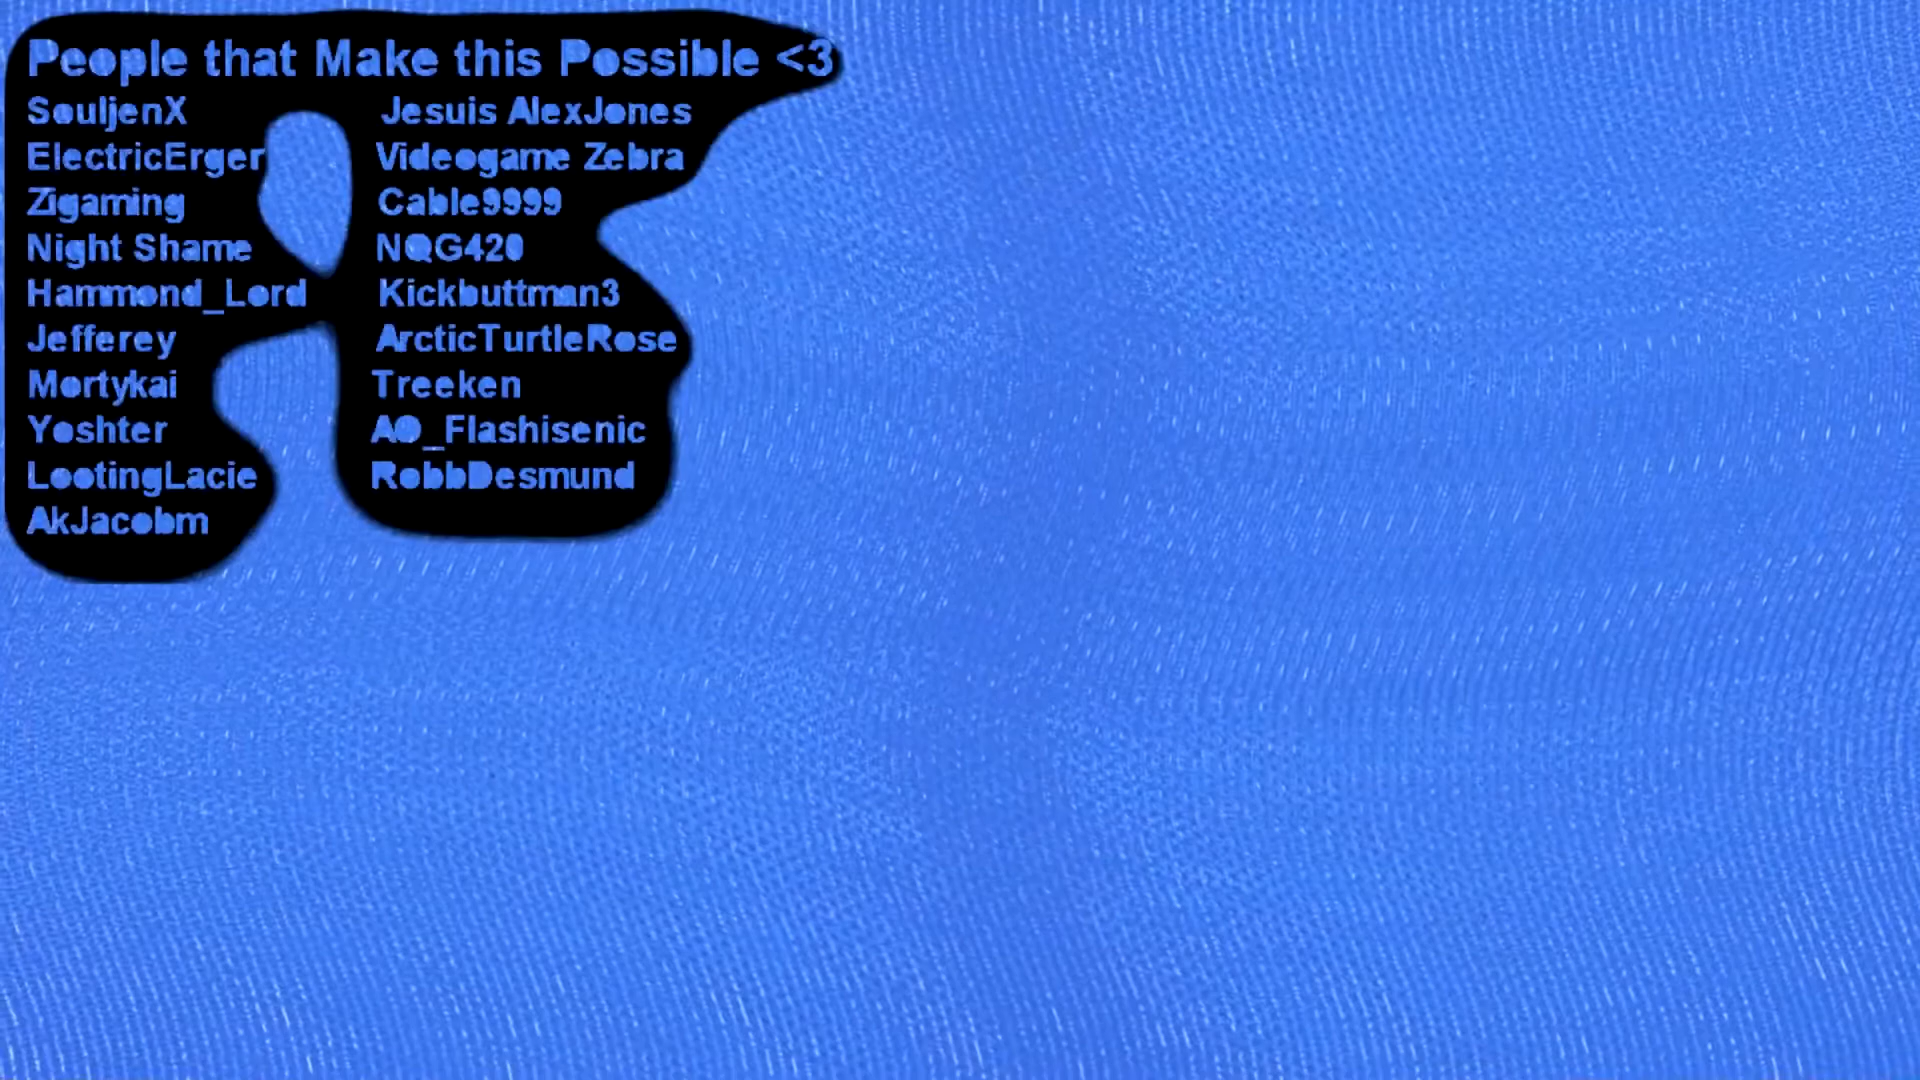 People that Make this Possible <3
SouljenX
ElectricErger
Zigaming
Night Shame
Hammond_Lord
Jefferey
Mortykai
Yoshter
LootingLacie
AkJacobm
Jesuis AlexJones
Videogame Zebra
Cable9999
NQG420
Kickbuttman3
ArcticTurtleRose
Treeken
AO_Flashisenic
RobbDesmund